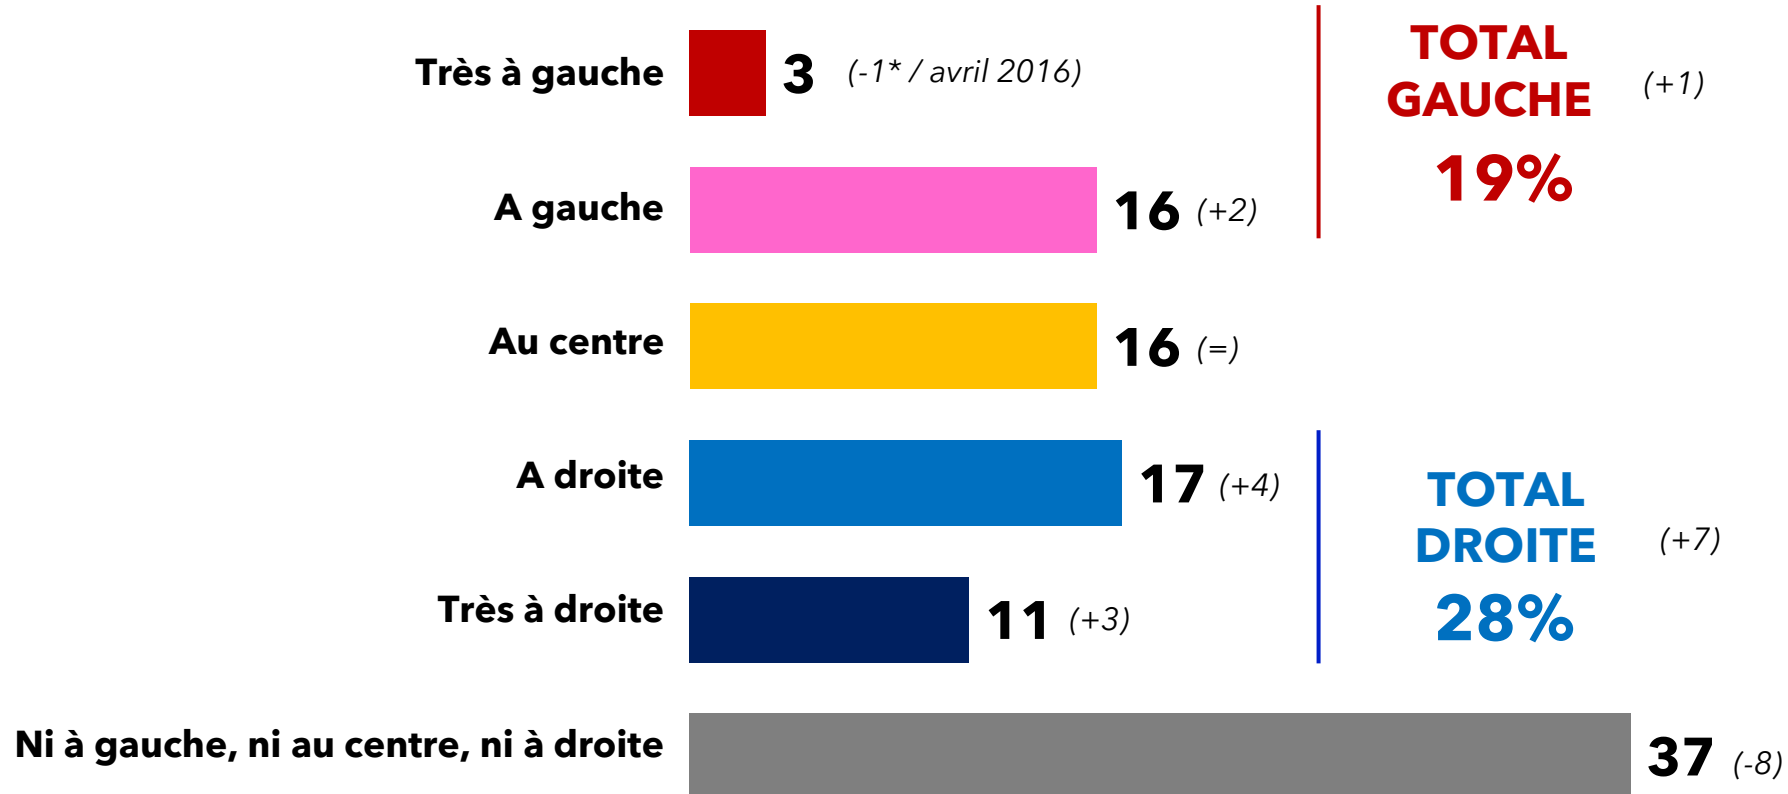 Très à gauche 3 (-1* / avril 2016)
A gauche 16 (+2)
TOTAL
GAUCHE (+1)
19%
Au centre 16 (=)
A droite 17 (+4)
Très à droite 11 (+3)
TOTAL
DROITE (+7)
28%
Ni à gauche, ni au centre, ni à droite 37 (-8)